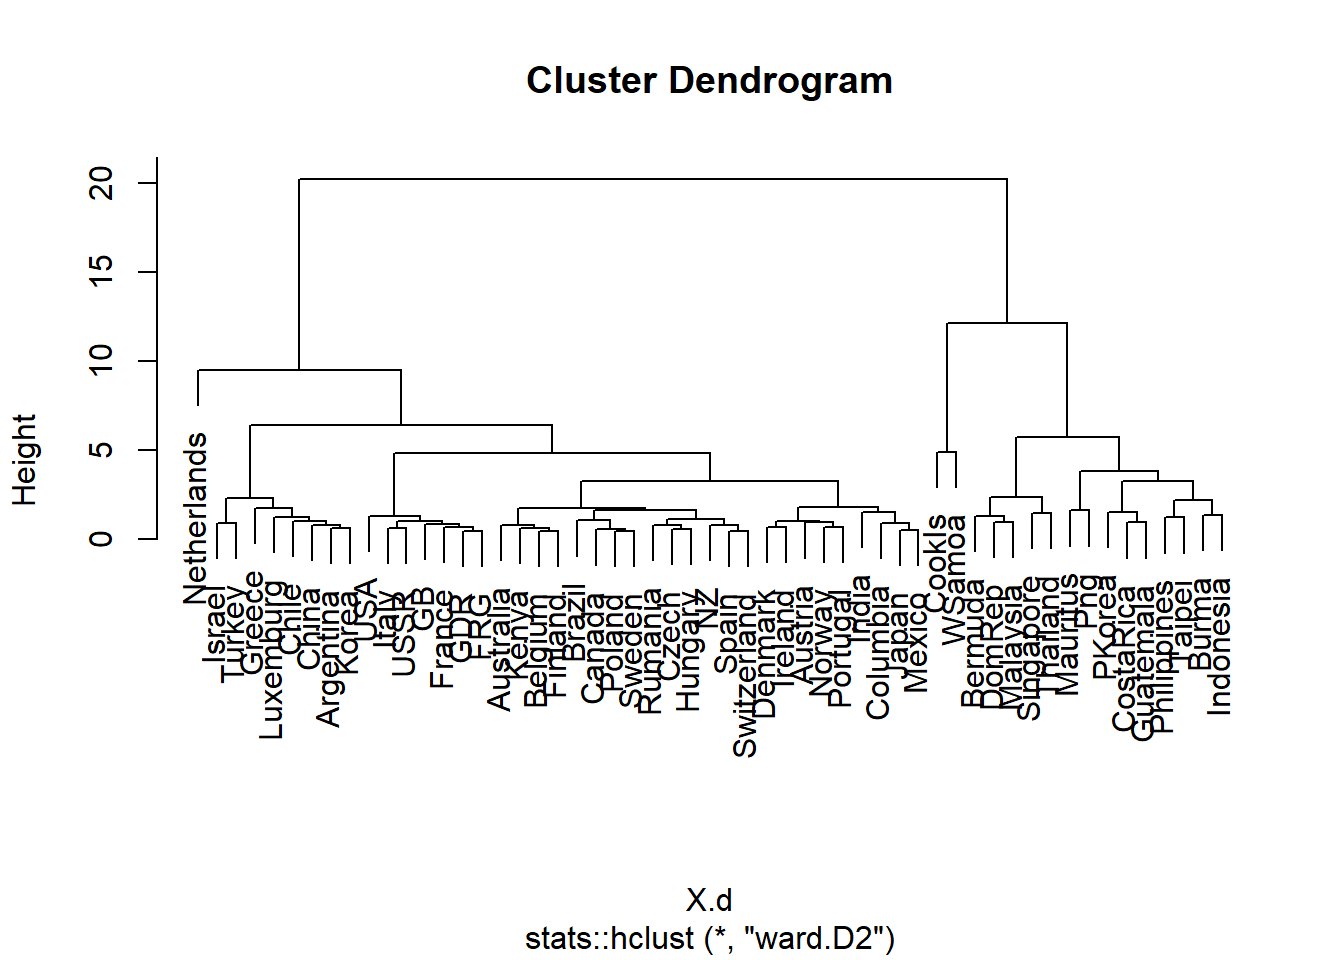 Cluster Dendrogram
Height
20
15
10
5
0
Netherlands
Israel
Turkey
Greece
Luxemburg
Chile
China
Argentina
Korea
USA
Italy
USSR
GB
France
GDR
FRG
Australia
Kenya
Belgium
Finland
Brazil
Canada
Poland
Sweden
Rumania
Czech
Hungary
NZ
Spain
Switzerland
Denmark
Ireland
Austria
Norway
Portugal
India
Columbia
Japan
Mexico
CookIs
WSamoa
Bermuda
DomRep
Malaysia
Singapore
Thailand
Mauritus
Png
PKorea
CostaRica
Guatemala
Philippines
Taipei
Burma
Indonesia
X.d
stats::hclust (*, "ward.D2")